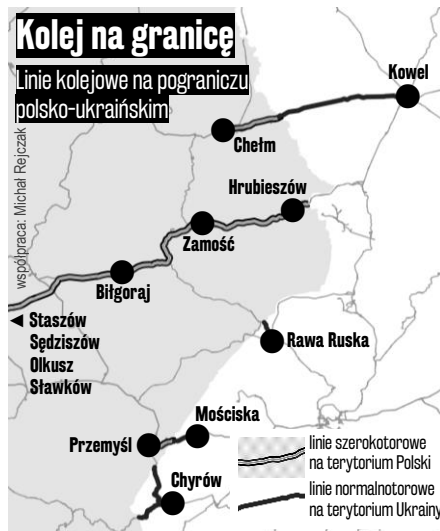 Kolej na granicę
Linie kolejowe na pograniczu
polsko-ukraińskim
współpraca: Michał Rejczak
Kowel
Chełm
Hrubieszów
Zamość
Biłgoraj
◄ Staszów
Sędziszów
Olkusz
Sławków
Rawa Ruska
Mościska
Przemyśl
Chyrów
linie szerokotorowe
na terytorium Polski
linie normalnotorowe
na terytorium Ukrainy